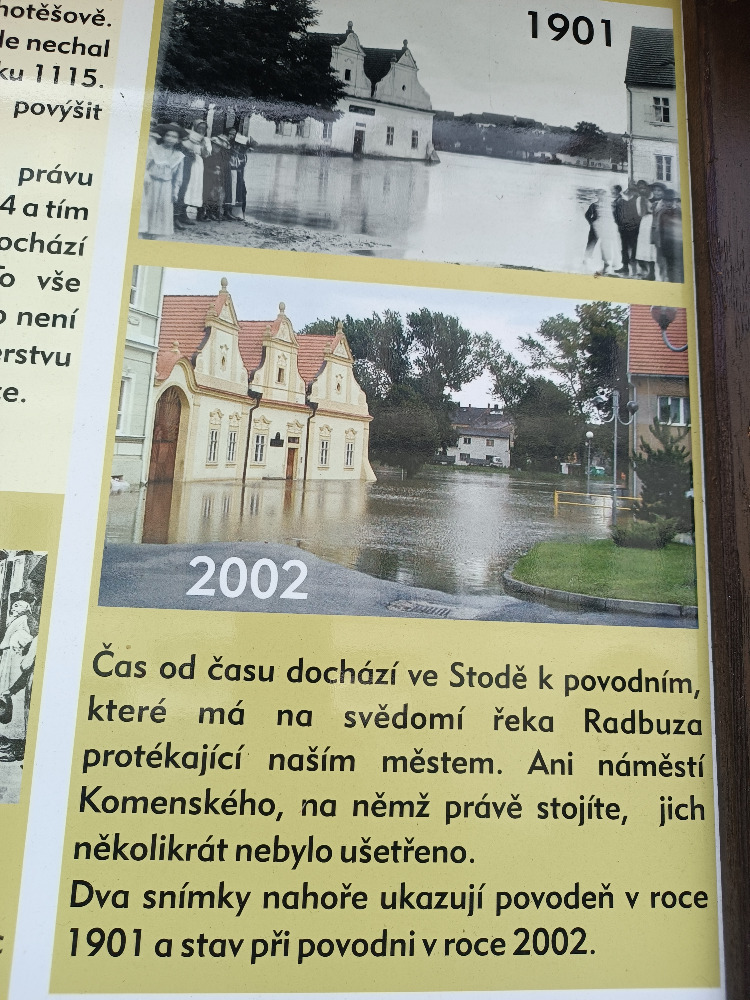 hotěšově.
le nechal
ku 1115.
povýšit
právu
4 a tím
ochází
To vše
o není
erstvu
ce.
1901
2002
Čas od času dochází ve Stodě k povodním,
které má na svědomí řeka Radbuza
protékající naším městem. Ani náměstí
Komenského, na němž právě stojíte, jich
několikrát nebylo ušetřeno.
Dva snímky nahoře ukazují povodeň v roce
1901 a stav při povodni v roce 2002.